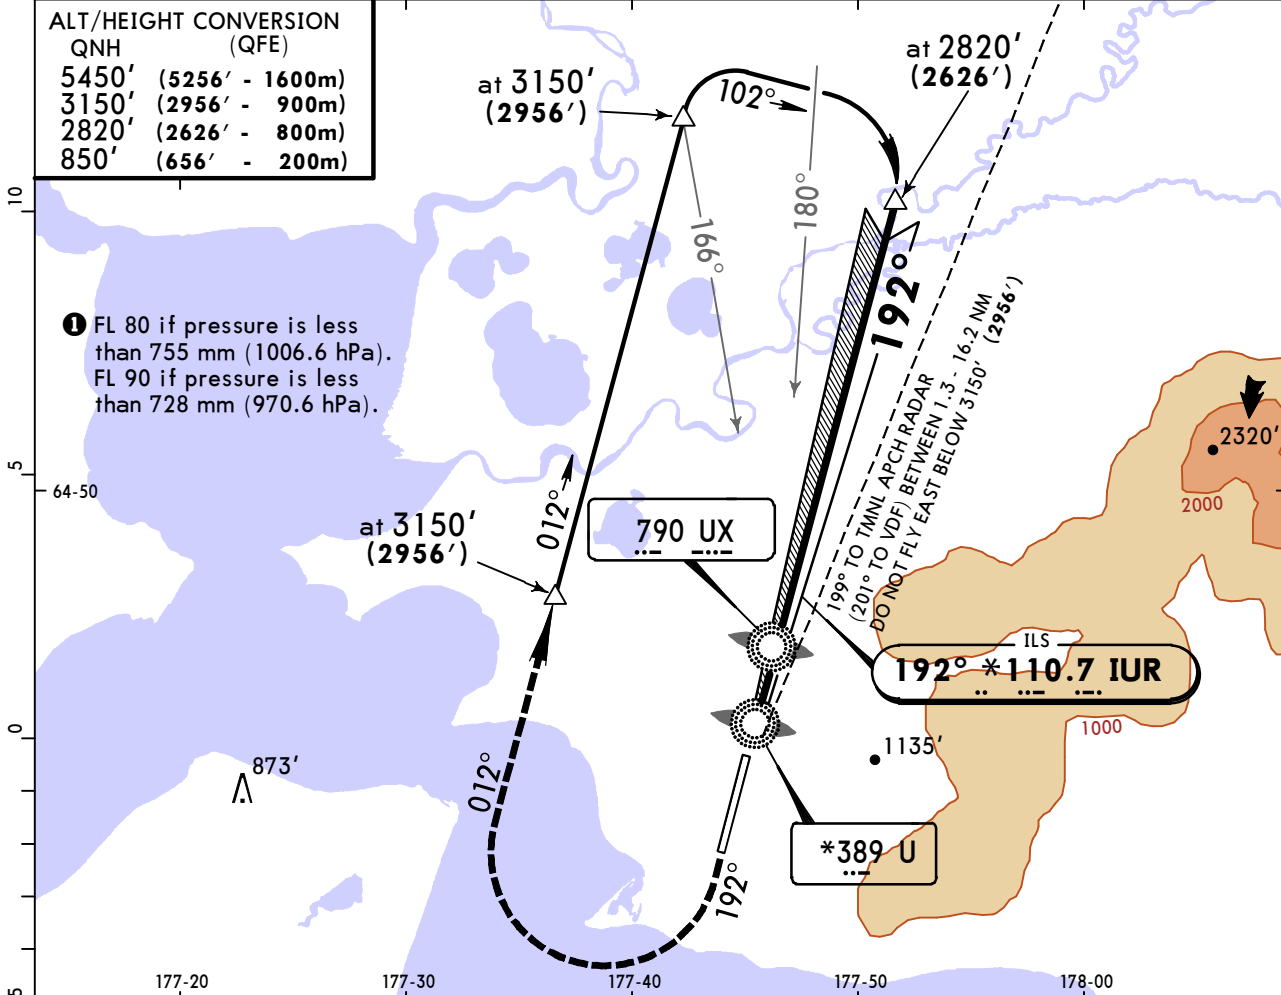 ALT/HEIGHT CONVERSION
QNH (QFE)
5450' (5256' - 1600m)
3150' (2956' - 900m)
2820' (2626' - 800m)
850' (656' - 200m)
at 3150'
(2956')
102°
at 2820'
(2626')
166°
180°
192°
10
1 FL 80 if pressure is less
than 755 mm (1006.6 hPa).
FL 90 if pressure is less
than 728 mm (970.6 hPa).
5
64-50
at 3150'
(2956')
012°
790 UX
199° TO TMNL APCH RADAR
(201° TO VDF) BETWEEN 1.3 - 16.2 NM
DO NOT FLY EAST BELOW 3150' (2956')
2320'
2000
ILS
192° *110.7 IUR
1000
0
1135'
873'
012°
*389 U
192°
5
177-20
177-30
177-40
177-50
178-00